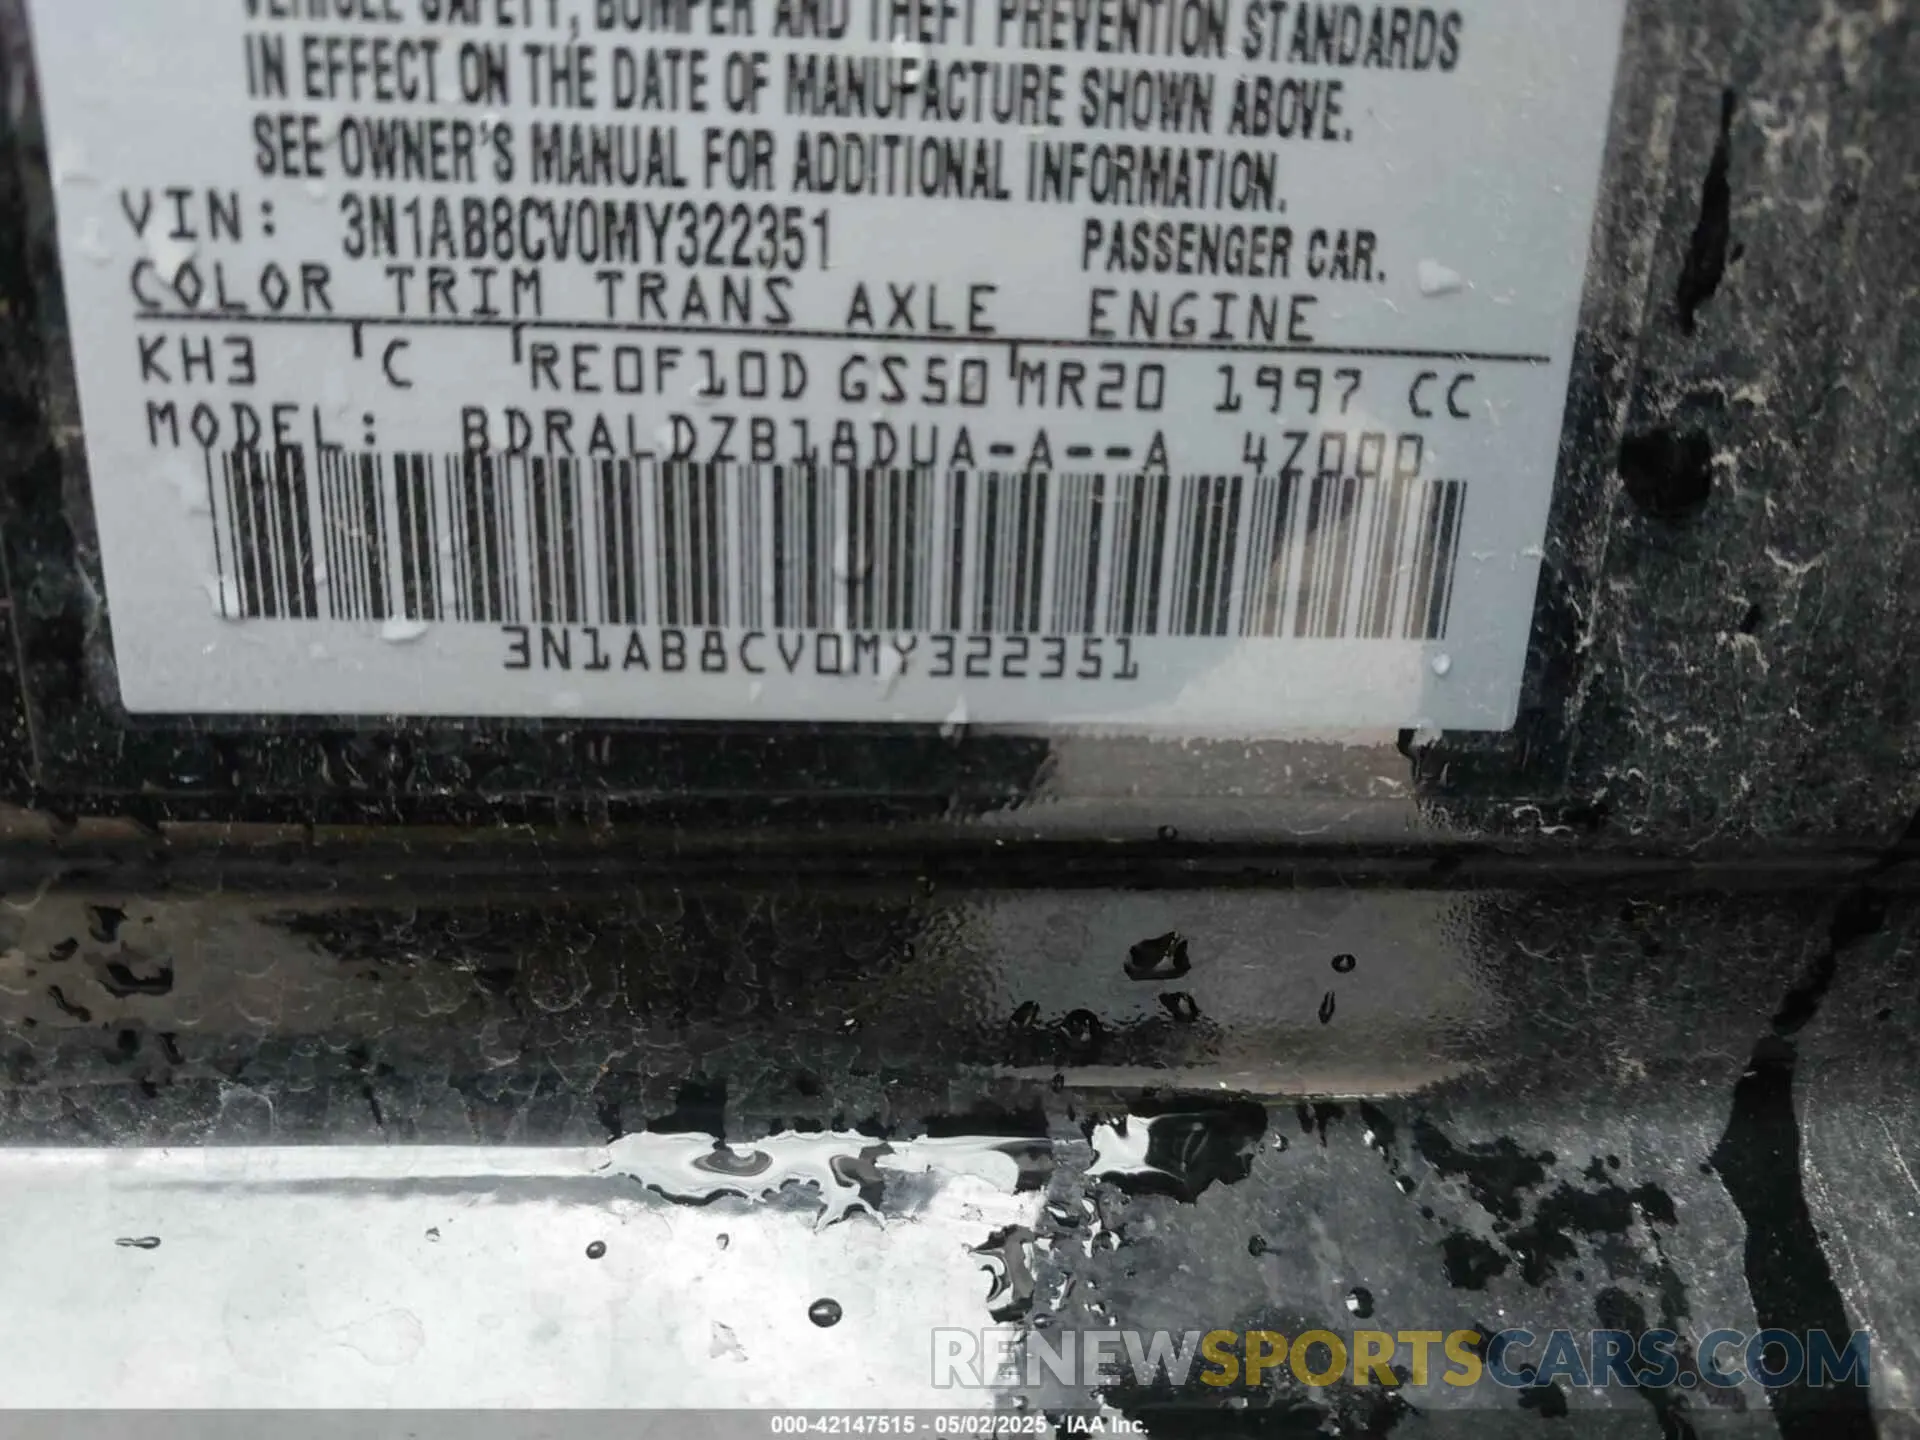 VEHICLE SAFETY, BUMPER AND THEFT PREVENTION STANDARDS
IN EFFECT ON THE DATE OF MANUFACTURE SHOWN ABOVE.
SEE OWNER'S MANUAL FOR ADDITIONAL INFORMATION.
VIN: 3N1AB8CV0MY322351 PASSENGER CAR.
COLOR TRIM TRANS AXLE ENGINE
KH3 C RE0F10D GS50 MR20 1997 CC
MODEL: BDRALDZB18DUA-A--A 4Z000
3N1AB8CV0MY322351
RENEWSPORTSCARS.COM
000-42147515 - 05/02/2025 - IAA Inc.